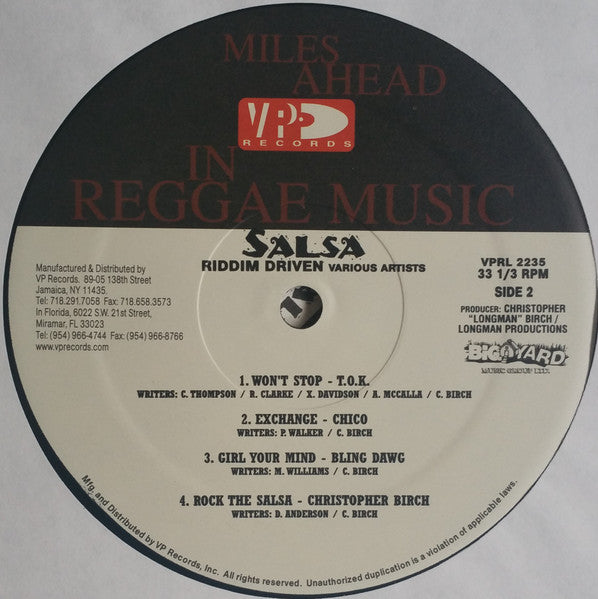 MILES
AHEAD
VP
RECORDS
IN
REGGAE MUSIC
SALSA
RIDDIM DRIVEN VARIOUS ARTISTS
Manufactured & Distributed by
VP Records. 89-05 138th Street
Jamaica, NY 11435.
Tel: 718.291.7058 Fax: 718.658.3573
In Florida, 6022 S.W. 21st Street,
Miramar, FL 33023
Tel: (954) 966-4744 Fax: (954) 966-8766
www.vprecords.com
VPRL 2235
33 1/3 RPM
SIDE 2
PRODUCER: CHRISTOPHER
"LONGMAN" BIRCH /
LONGMAN PRODUCTIONS
BIG YARD
MUSIC GROUP LTD.
1. WON'T STOP - T.O.K.
WRITERS: C. THOMPSON / R. CLARKE / X. DAVIDSON / A. MCCALLA / C. BIRCH
2. EXCHANGE - CHICO
WRITERS: P. WALKER / C. BIRCH
3. GIRL YOUR MIND - BLING DAWG
WRITERS: M. WILLIAMS / C. BIRCH
4. ROCK THE SALSA - CHRISTOPHER BIRCH
WRITERS: D. ANDERSON / C. BIRCH
Mfg. and Distributed by VP Records, Inc. All rights reserved. Unauthorized duplication is a violation of applicable laws.